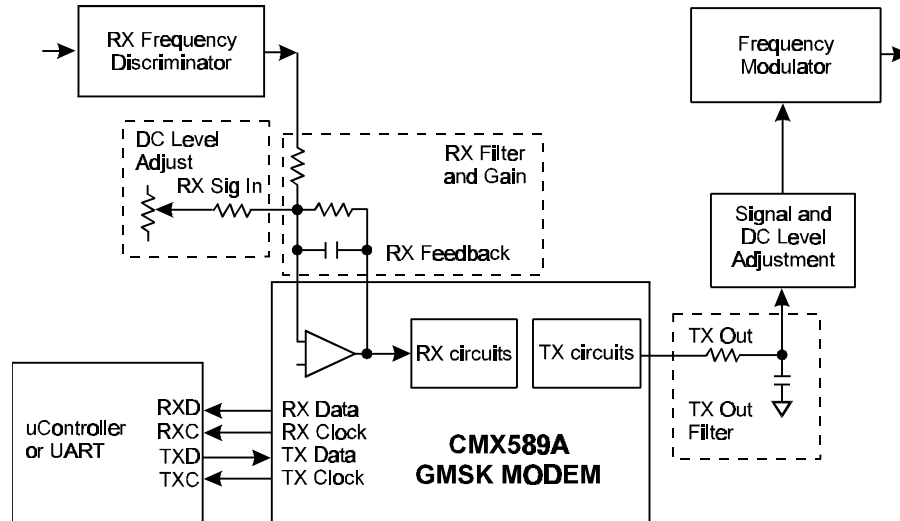 RX Frequency
Discriminator
Frequency
Modulator
DC Level
Adjust
RX Sig In
RX Filter
and Gain
RX Feedback
Signal and
DC Level
Adjustment
RX circuits
TX circuits
TX Out
TX Out
Filter
uController
or UART
RXD
RXC
TXD
TXC
RX Data
RX Clock
TX Data
TX Clock
CMX589A
GMSK MODEM